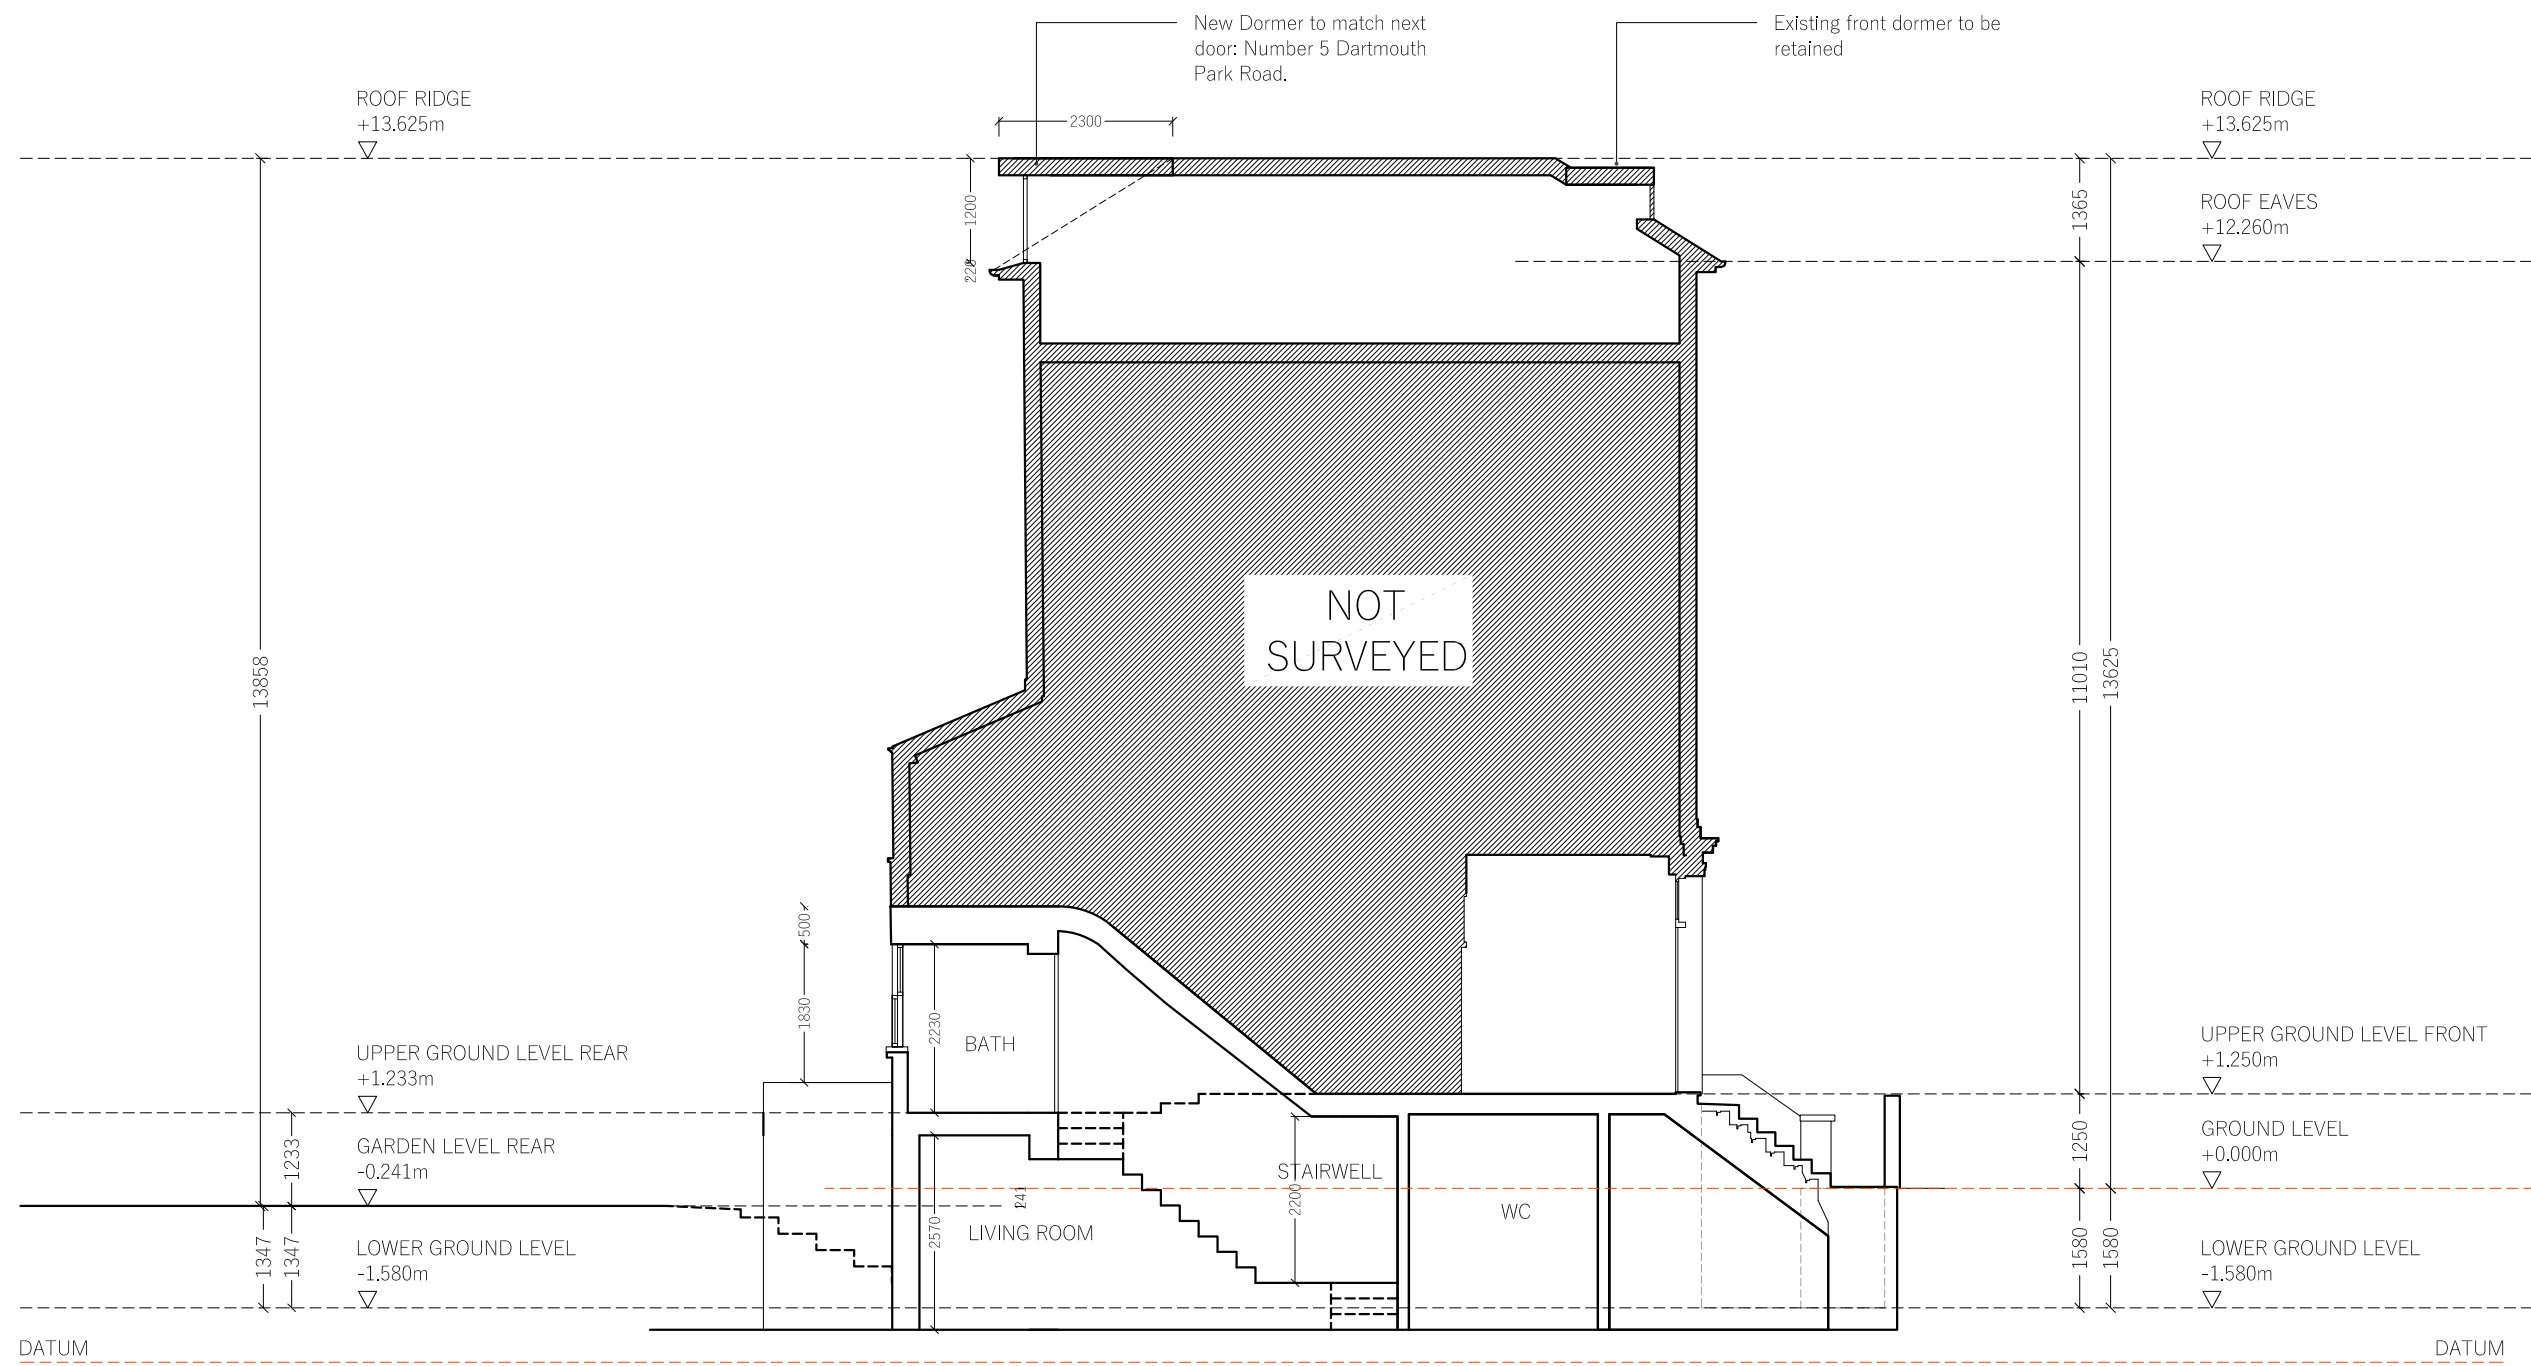 New Dormer to match next
door: Number 5 Dartmouth
Park Road.
Existing front dormer to be
retained
ROOF RIDGE
+13.625m
ROOF RIDGE
+13.625m
2300
1200
220
1365
ROOF EAVES
+12.260m
NOT
SURVEYED
13858
11010
13625
500
1830
2230
BATH
UPPER GROUND LEVEL REAR
+1.233m
UPPER GROUND LEVEL FRONT
+1.250m
1233
GARDEN LEVEL REAR
-0.241m
GROUND LEVEL
+0.000m
1250
STAIRWELL
2200
WC
2570
LIVING ROOM
1347
1347
LOWER GROUND LEVEL
-1.580m
1580
1580
LOWER GROUND LEVEL
-1.580m
DATUM
DATUM